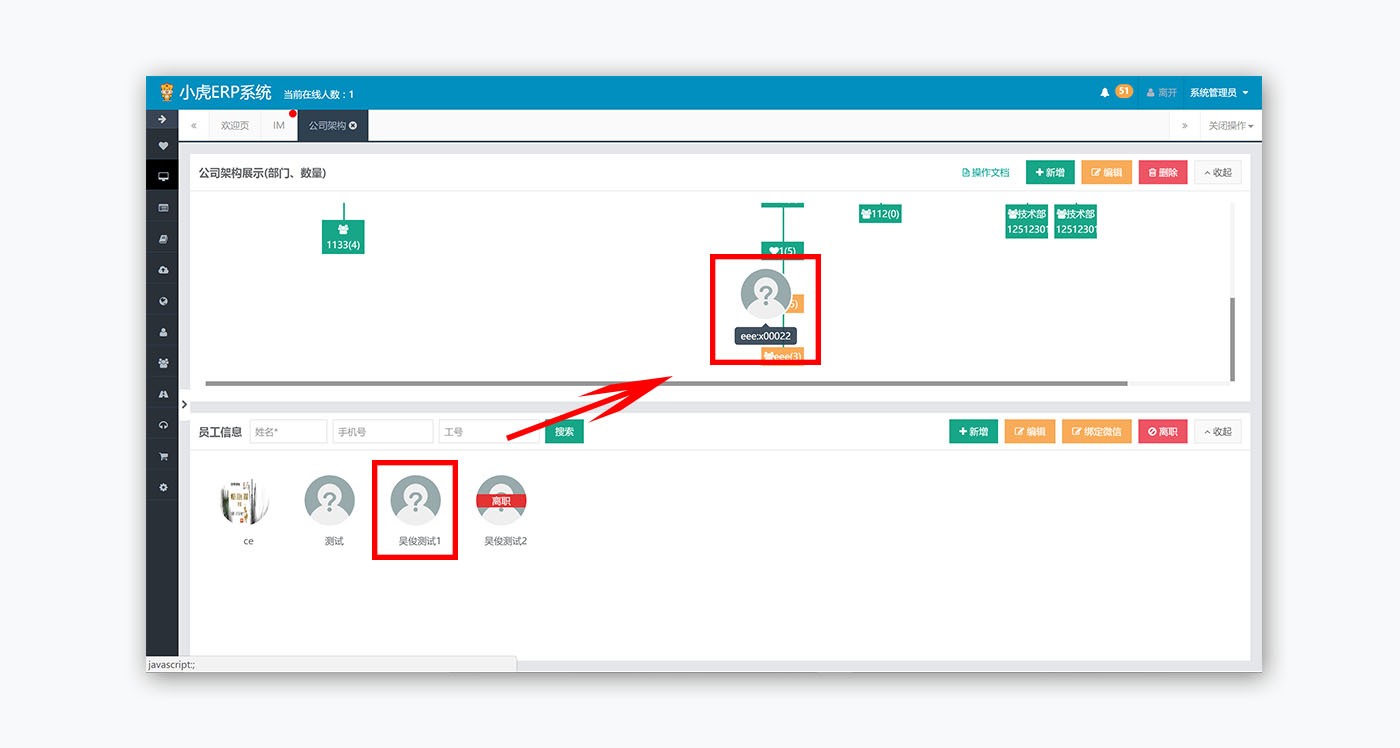 小虎ERP系统 当前在线人数：1 51 离开 系统管理员
欢迎页 IM 公司架构 关闭操作
公司架构展示(部门、数量) 操作文档 新增 编辑 删除 收起
1133(4)
112(0)
技术部
12512301
技术部
12512301
1(5)
eee:x00022
eee(3)
员工信息 姓名* 手机号 工号 搜索 新增 编辑 绑定微信 离职 收起
离职
ce 测试 吴俊测试1 吴俊测试2
javascript:;